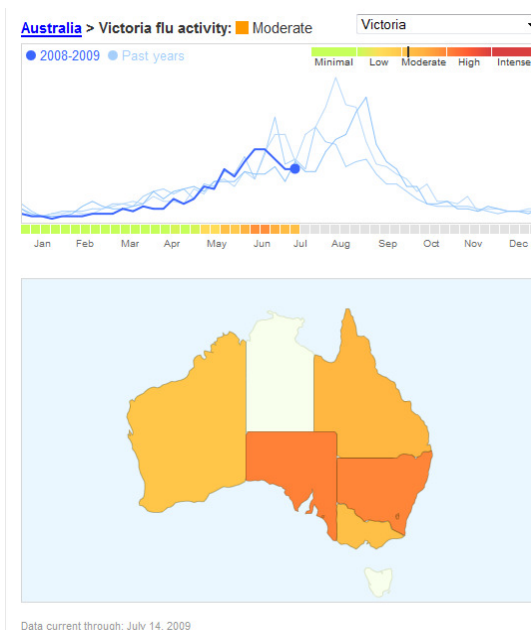 Australia > Victoria flu activity: Moderate
Victoria
2008-2009 Past years
Minimal Low Moderate High Intense
Jan Feb Mar Apr May Jun Jul Aug Sep Oct Nov Dec
Data current through: July 14, 2009